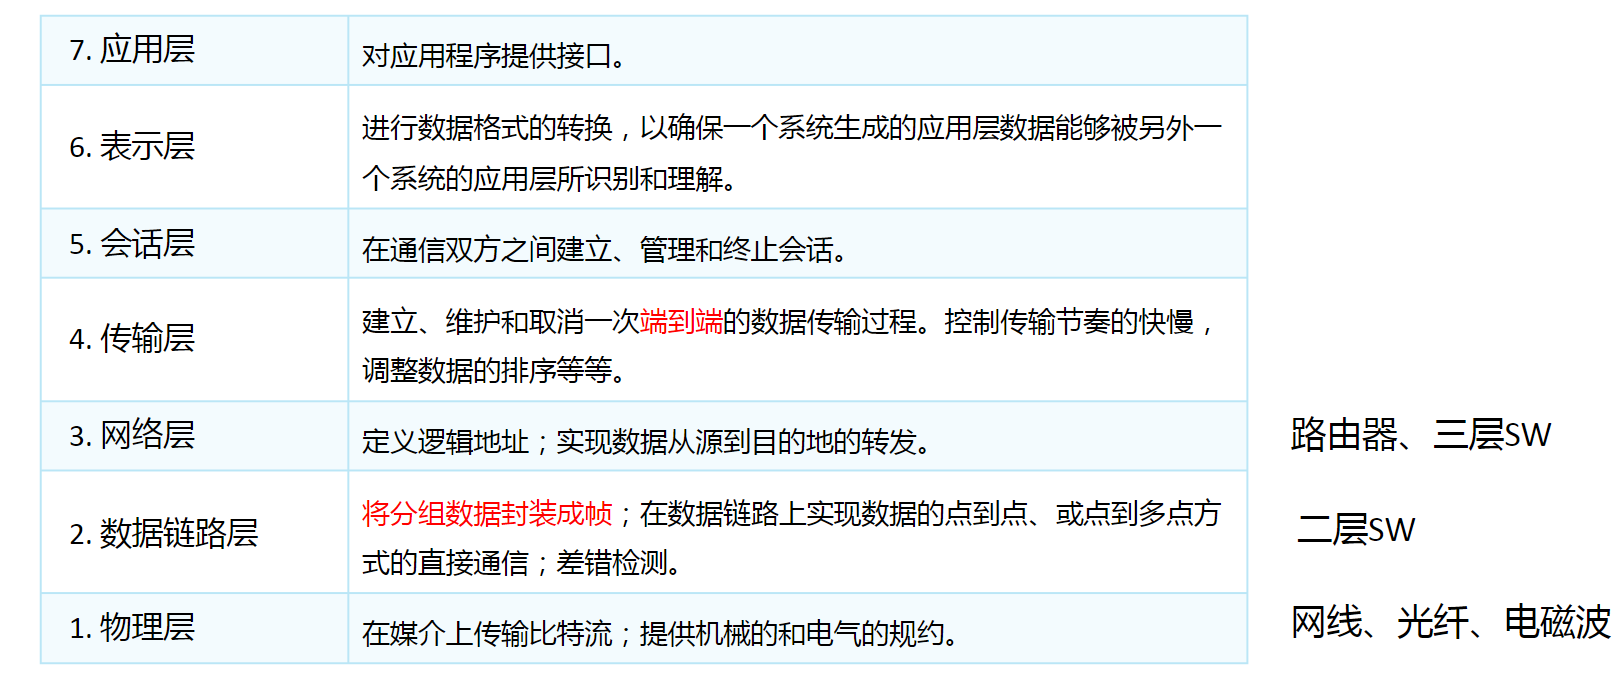 7. 应用层
对应用程序提供接口。
6. 表示层
进行数据格式的转换，以确保一个系统生成的应用层数据能够被另外一
个系统的应用层所识别和理解。
5. 会话层
在通信双方之间建立、管理和终止会话。
4. 传输层
建立、维护和取消一次端到端的数据传输过程。控制传输节奏的快慢，
调整数据的排序等等。
3. 网络层
定义逻辑地址；实现数据从源到目的地的转发。
路由器、三层SW
2. 数据链路层
将分组数据封装成帧；在数据链路上实现数据的点到点、或点到多点方
式的直接通信；差错检测。
二层SW
1. 物理层
在媒介上传输比特流；提供机械的和电气的规约。
网线、光纤、电磁波